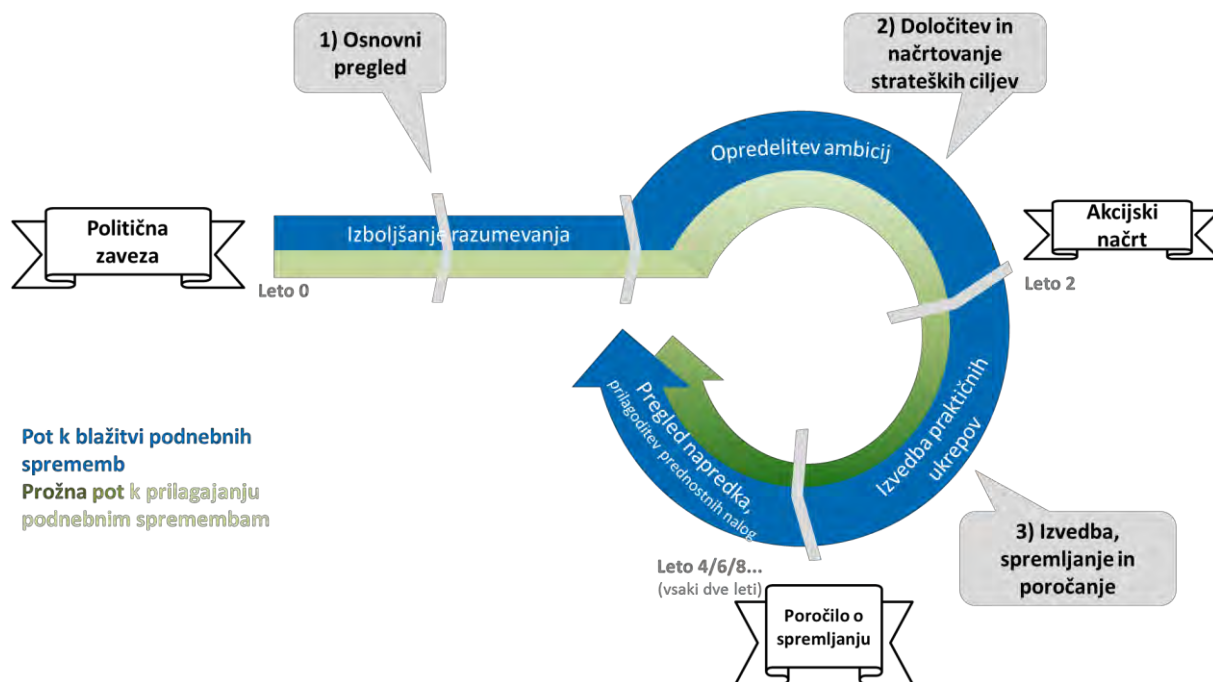 1) Osnovni
pregled
2) Določitev in
načrtovanje
strateških ciljev
Opredelitev ambicij
Politična
zaveza
Izboljšanje razumevanja
Akcijski
načrt
Leto 0
Leto 2
Izvedba praktičnih
ukrepov
Pregled napredka,
prilagoditev prednostnih nalog
Pot k blažitvi podnebnih
sprememb
Prožna pot k prilagajanju
podnebnim spremembam
3) Izvedba,
spremljanje in
poročanje
Leto 4/6/8...
(vsaki dve leti)
Poročilo o
spremljanju